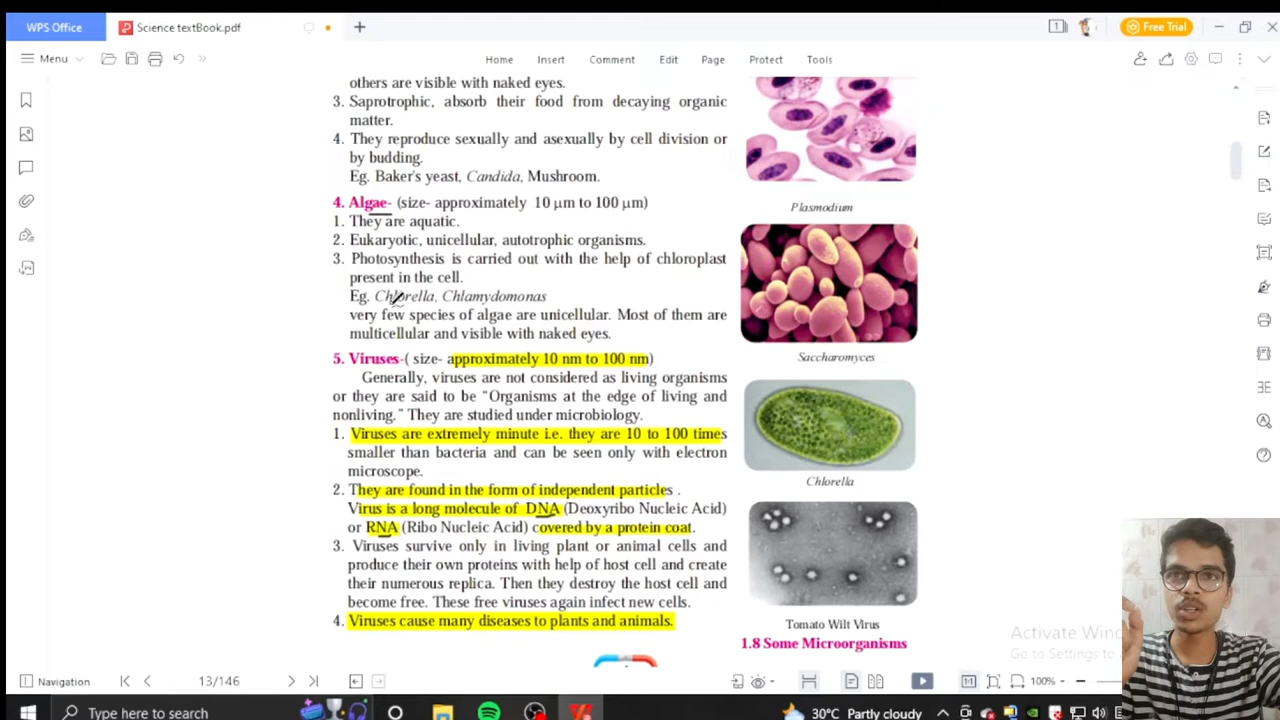 WPS Office
Science textBook.pdf
1
Free Trial
Menu
Home Insert Comment Edit Page Protect Tools
others are visible with naked eyes.
3. Saprotrophic, absorb their food from decaying organic
matter.
4. They reproduce sexually and asexually by cell division or
by budding.
Eg. Baker's yeast, Candida, Mushroom.
4. Algae- (size- approximately 10 μm to 100 μm)
1. They are aquatic.
2. Eukaryotic, unicellular, autotrophic organisms.
3. Photosynthesis is carried out with the help of chloroplast
present in the cell.
Eg. Chlorella, Chlamydomonas
very few species of algae are unicellular. Most of them are
multicellular and visible with naked eyes.
5. Viruses-( size- approximately 10 nm to 100 nm)
Generally, viruses are not considered as living organisms
or they are said to be “Organisms at the edge of living and
nonliving.” They are studied under microbiology.
1. Viruses are extremely minute i.e. they are 10 to 100 times
smaller than bacteria and can be seen only with electron
microscope.
2. They are found in the form of independent particles .
Virus is a long molecule of DNA (Deoxyribo Nucleic Acid)
or RNA (Ribo Nucleic Acid) covered by a protein coat.
3. Viruses survive only in living plant or animal cells and
produce their own proteins with help of host cell and create
their numerous replica. Then they destroy the host cell and
become free. These free viruses again infect new cells.
4. Viruses cause many diseases to plants and animals.
Plasmodium
Saccharomyces
Chlorella
Tomato Wilt Virus
1.8 Some Microorganisms
Activate Win
Go to Settings to
Navigation
13/146
1:1
100%
Type here to search
30°C Partly cloudy